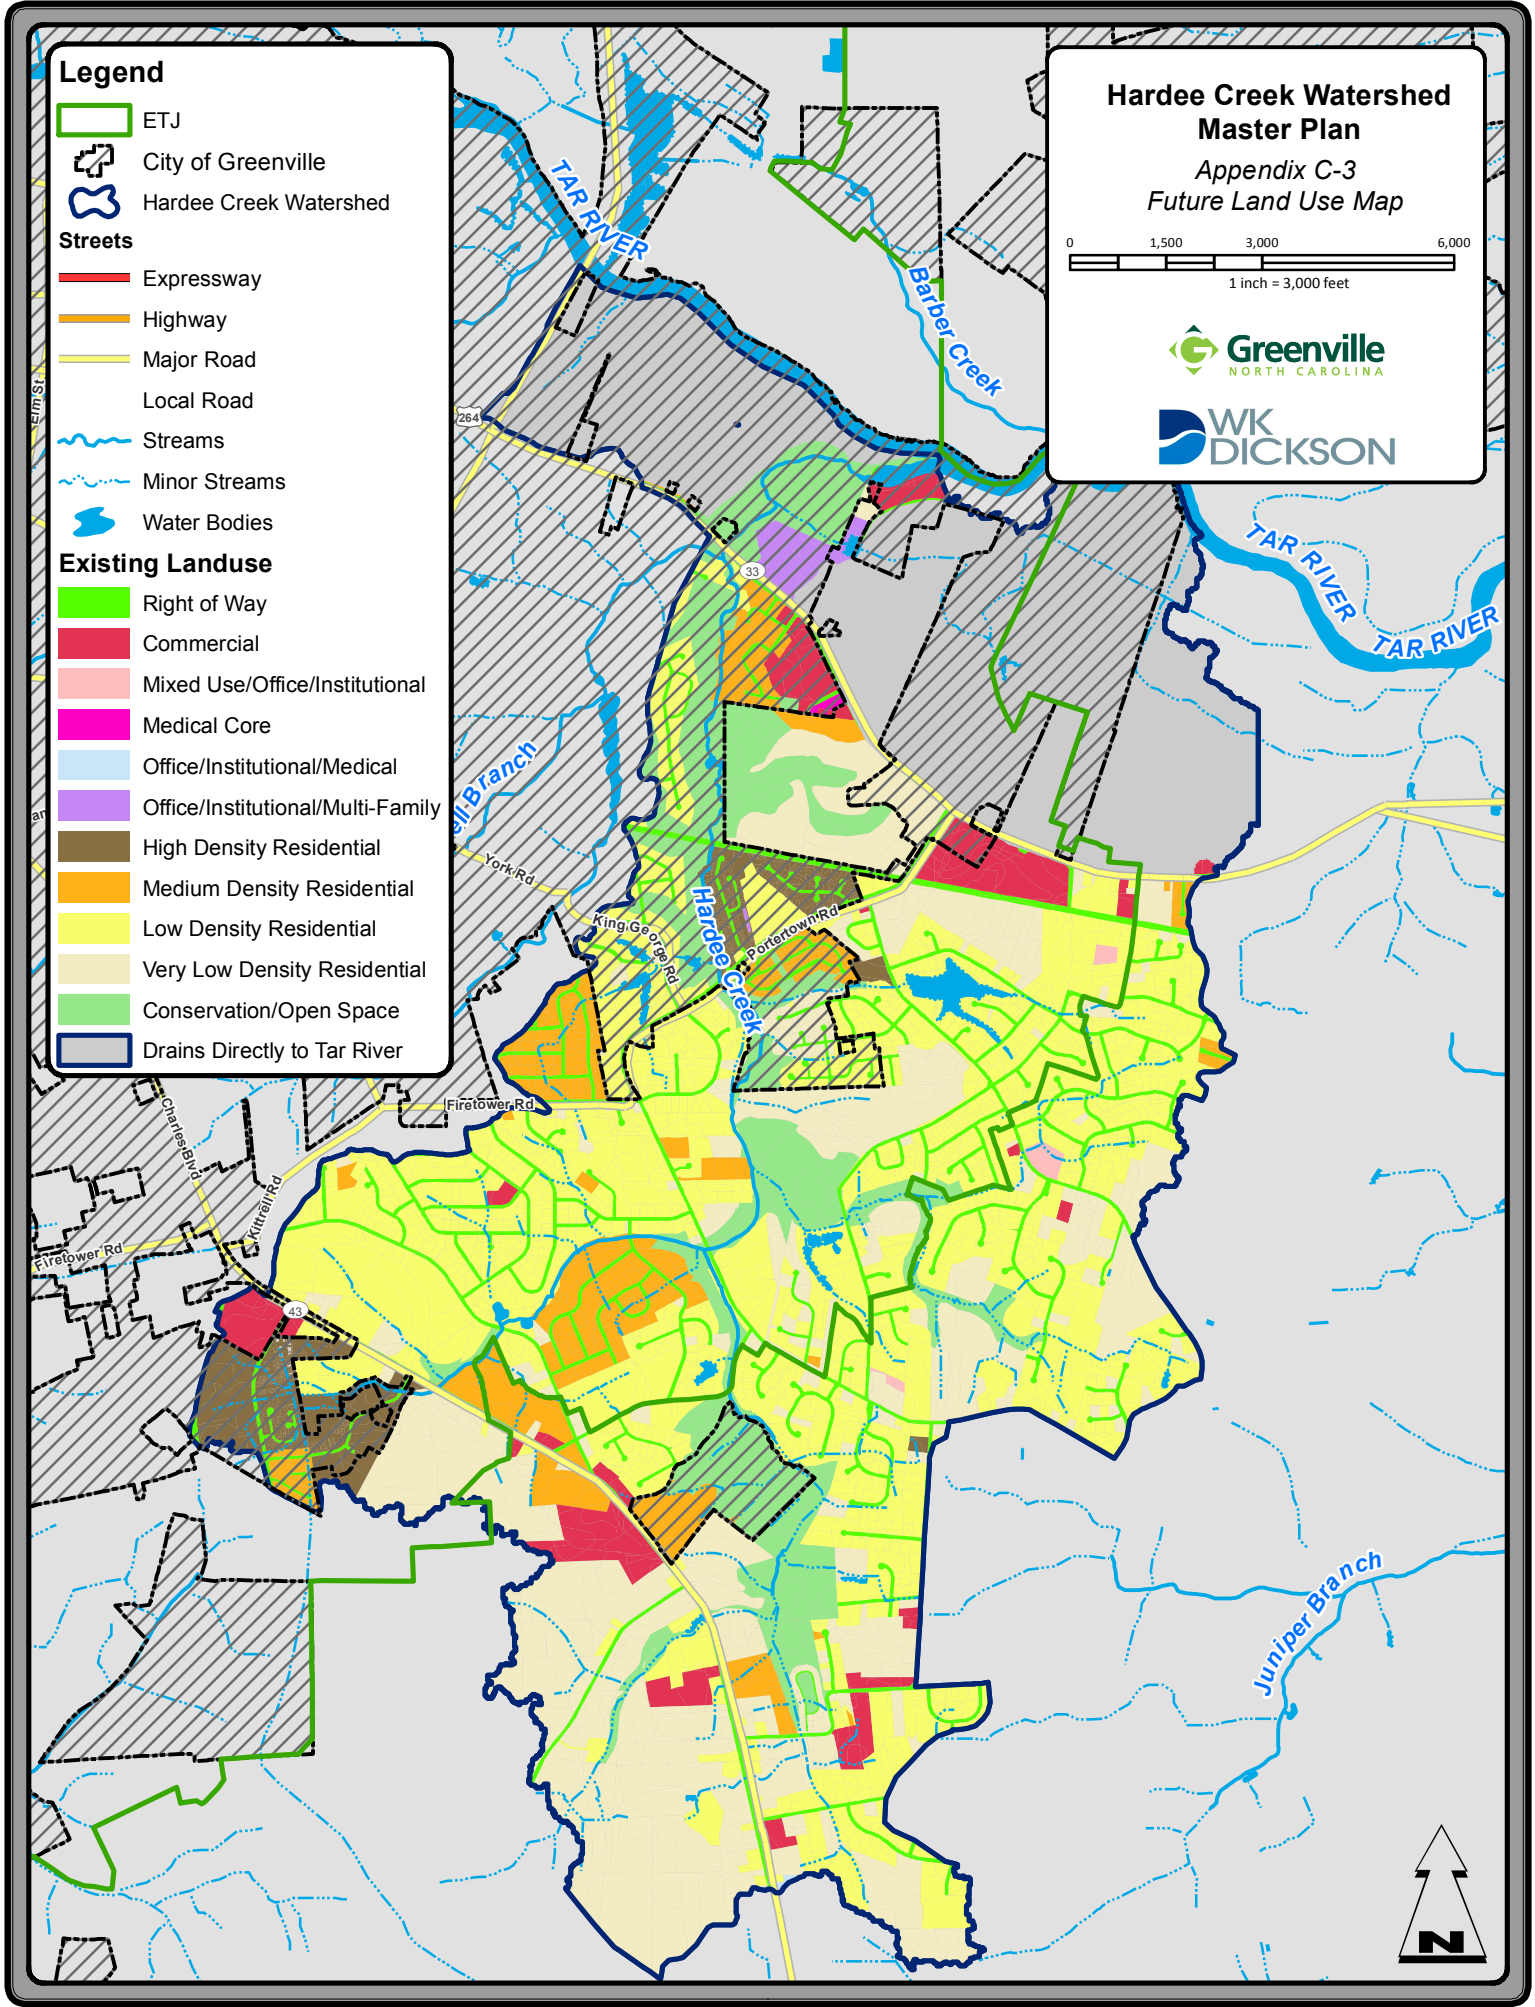 Legend
ETJ
City of Greenville
Hardee Creek Watershed
Streets
Expressway
Highway
Major Road
Local Road
Streams
Minor Streams
Water Bodies
Existing Landuse
Right of Way
Commercial
Mixed Use/Office/Institutional
Medical Core
Office/Institutional/Medical
Office/Institutional/Multi-Family
High Density Residential
Medium Density Residential
Low Density Residential
Very Low Density Residential
Conservation/Open Space
Drains Directly to Tar River
Hardee Creek Watershed
Master Plan
Appendix C-3
Future Land Use Map
0 1,500 3,000 6,000
1 inch = 3,000 feet
G
Greenville
NORTH CAROLINA
WK
DICKSON
TAR RIVER
Barber Creek
Elm St
264
TAR RIVER
TAR RIVER
33
ell Branch
York Rd
King George Rd
Hardee Creek
Portertown Rd
Firetower Rd
Charles Blvd
Kittrell Rd
Firetower Rd
43
Juniper Branch
N